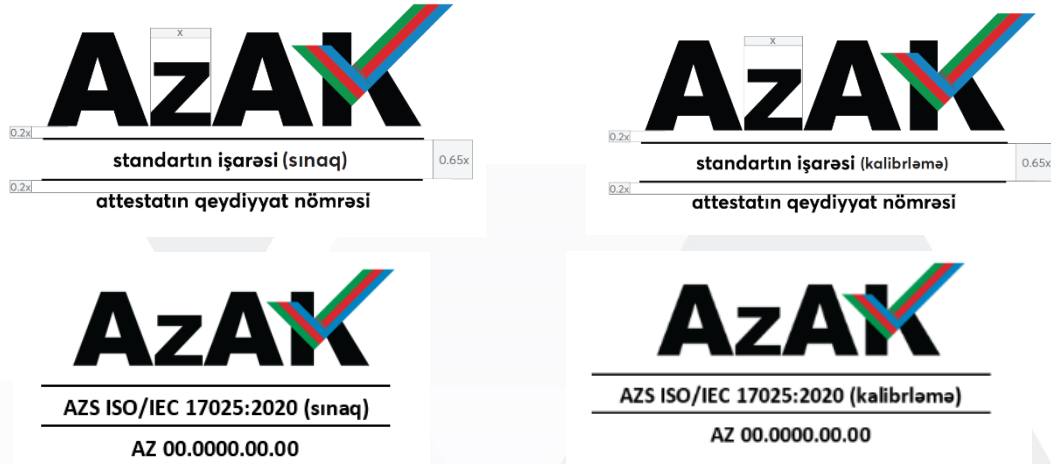 AzAK
x
0.2x
standartın işarəsi (sınaq)
0.65x
0.2x
attestatın qeydiyyat nömrəsi
AzAK
x
0.2x
standartın işarəsi (kalibrləmə)
0.65x
0.2x
attestatın qeydiyyat nömrəsi
AzAK
AZS ISO/IEC 17025:2020 (sınaq)
AZ 00.0000.00.00
AzAK
AZS ISO/IEC 17025:2020 (kalibrləmə)
AZ 00.0000.00.00